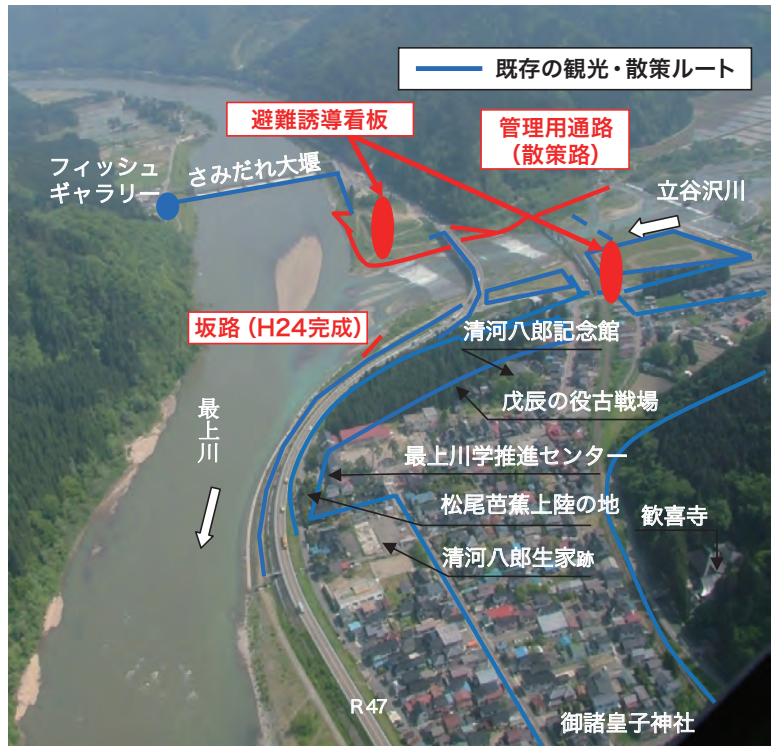 既存の観光・散策ルート
避難誘導看板
管理用通路
(散策路)
フィッシュ
ギャラリー
さみだれ大堰
立谷沢川
坂路(H24完成)
清河八郎記念館
戊辰の役古戦場
最上川
最上川学推進センター
松尾芭蕉上陸の地
歓喜寺
清河八郎生家跡
R47
御諸皇子神社